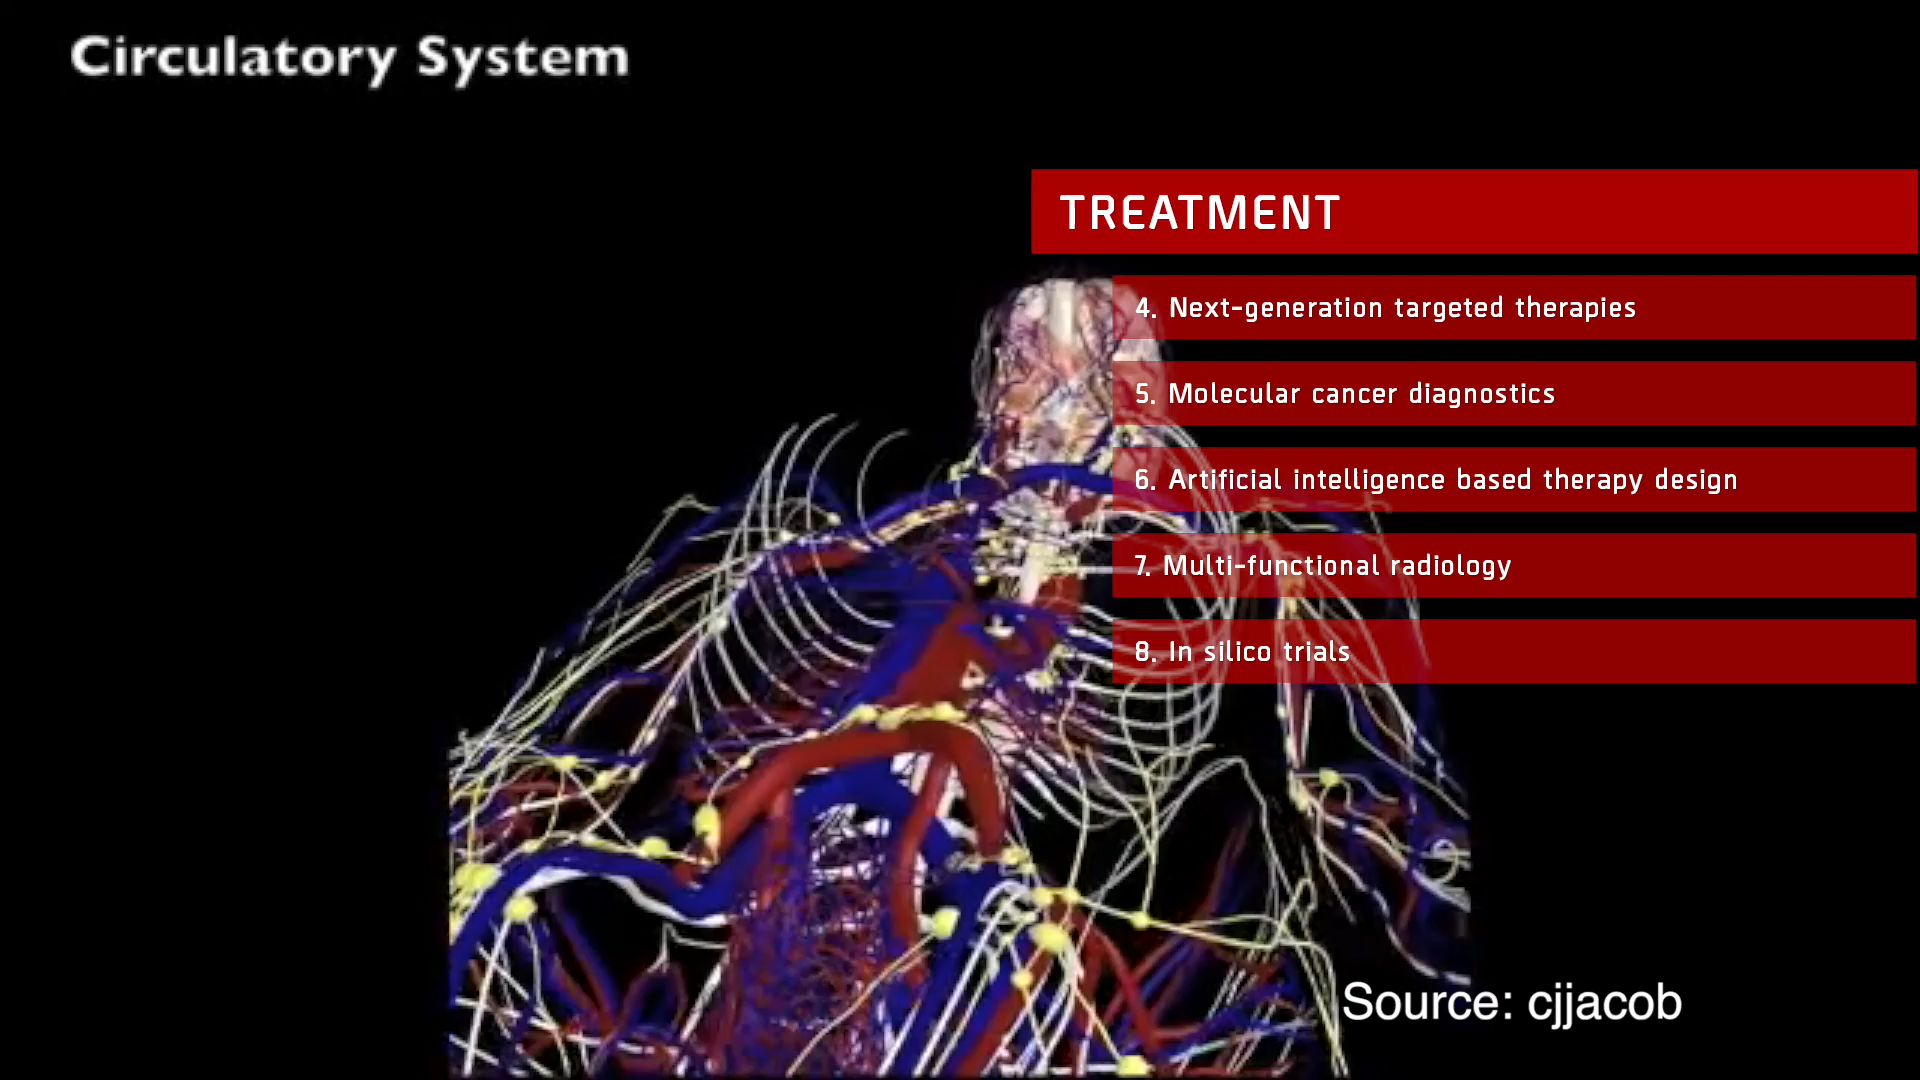 Circulatory System
TREATMENT
4. Next-generation targeted therapies
5. Molecular cancer diagnostics
6. Artificial intelligence based therapy design
7. Multi-functional radiology
8. In silico trials
Source: cjjacob